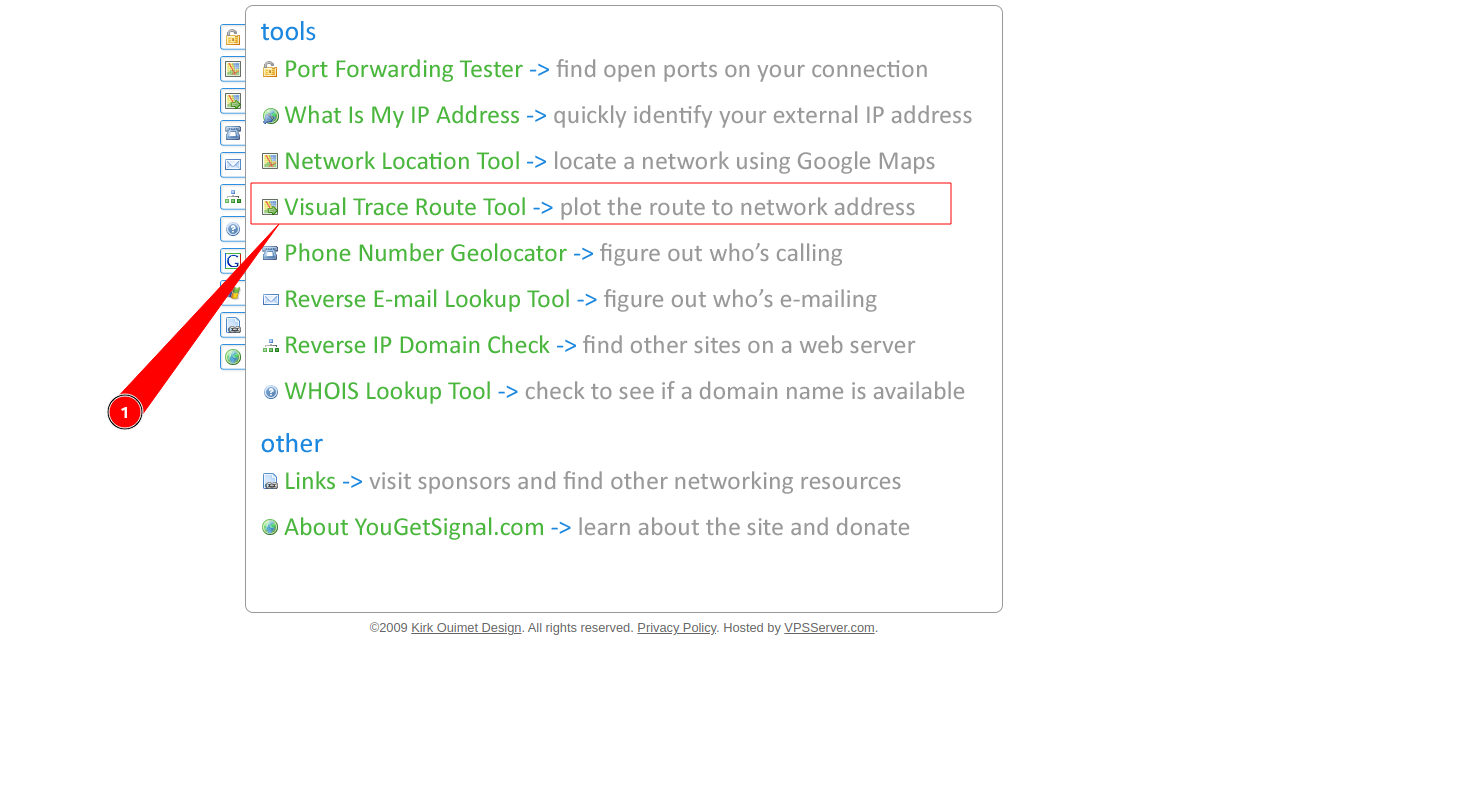 tools
Port Forwarding Tester -> find open ports on your connection
What Is My IP Address -> quickly identify your external IP address
Network Location Tool -> locate a network using Google Maps
Visual Trace Route Tool -> plot the route to network address
Phone Number Geolocator -> figure out who’s calling
G
Reverse E-mail Lookup Tool -> figure out who’s e-mailing
Reverse IP Domain Check -> find other sites on a web server
WHOIS Lookup Tool -> check to see if a domain name is available
1
other
Links -> visit sponsors and find other networking resources
About YouGetSignal.com -> learn about the site and donate
©2009 Kirk Ouimet Design. All rights reserved. Privacy Policy. Hosted by VPSServer.com.